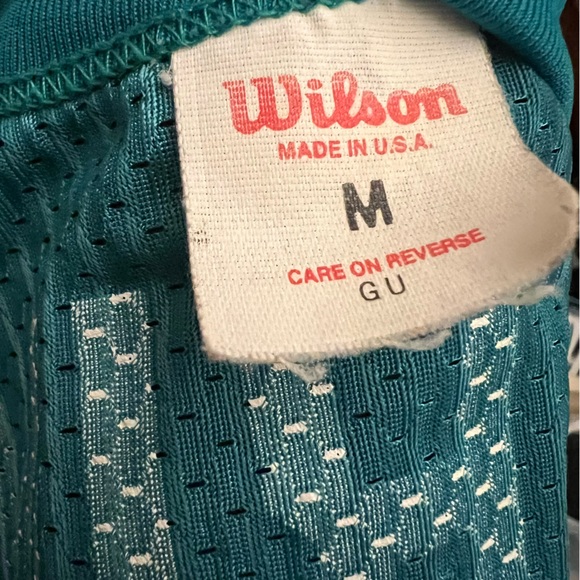 Wilson
MADE IN U.S.A.
M
CARE ON REVERSE
GU